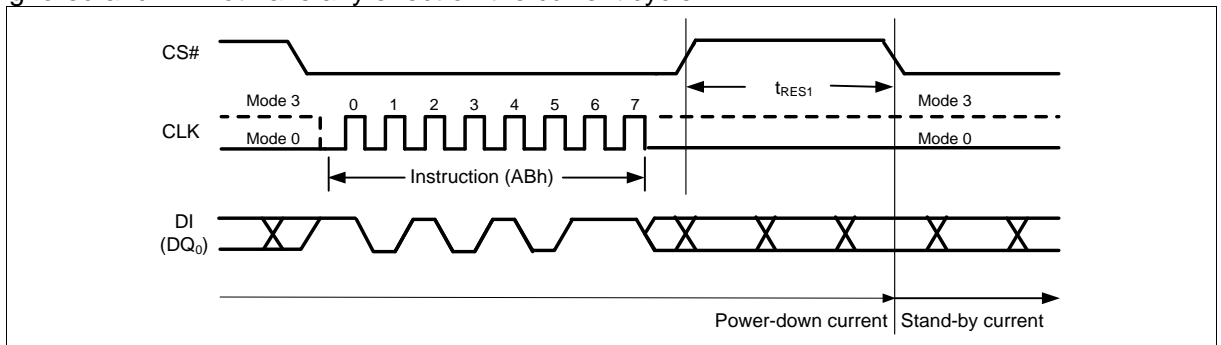 CS#
tRES1
Mode 3
0 1 2 3 4 5 6 7
Mode 3
CLK
Mode 0
Mode 0
Instruction (ABh)
DI
(DQ0)
Power-down current
Stand-by current